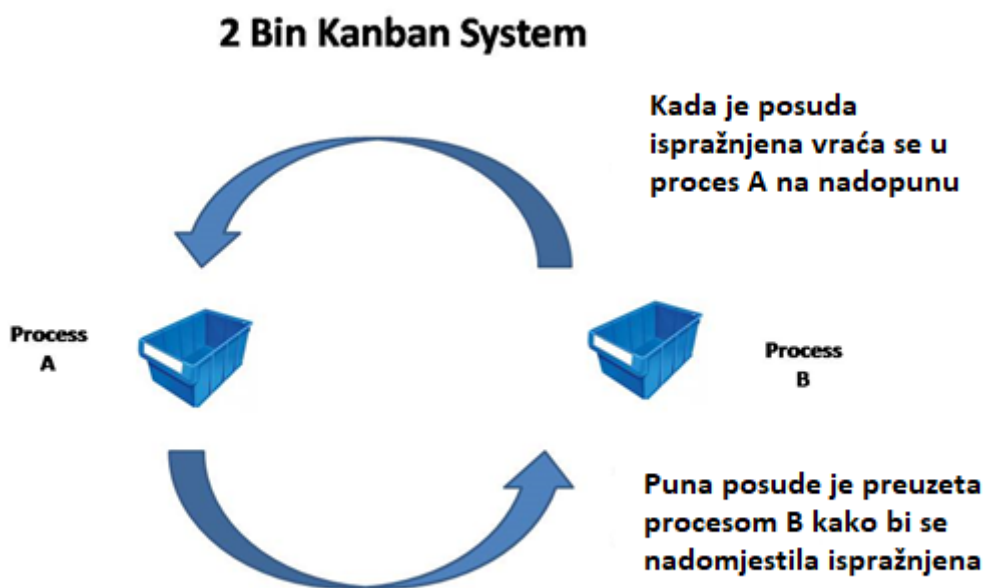 2 Bin Kanban System
Kada je posuda
ispražnjena vraća se u
proces A na nadopunu
Process
A
Process
B
Puna posude je preuzeta
procesom B kako bi se
nadomjestila ispražnjena